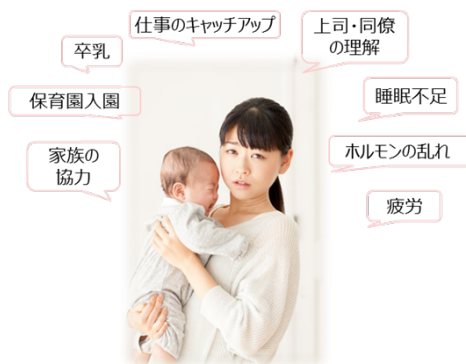 仕事のキャッチアップ
上司・同僚
の理解
卒乳
睡眠不足
保育園入園
ホルモンの乱れ
家族の
協力
疲労